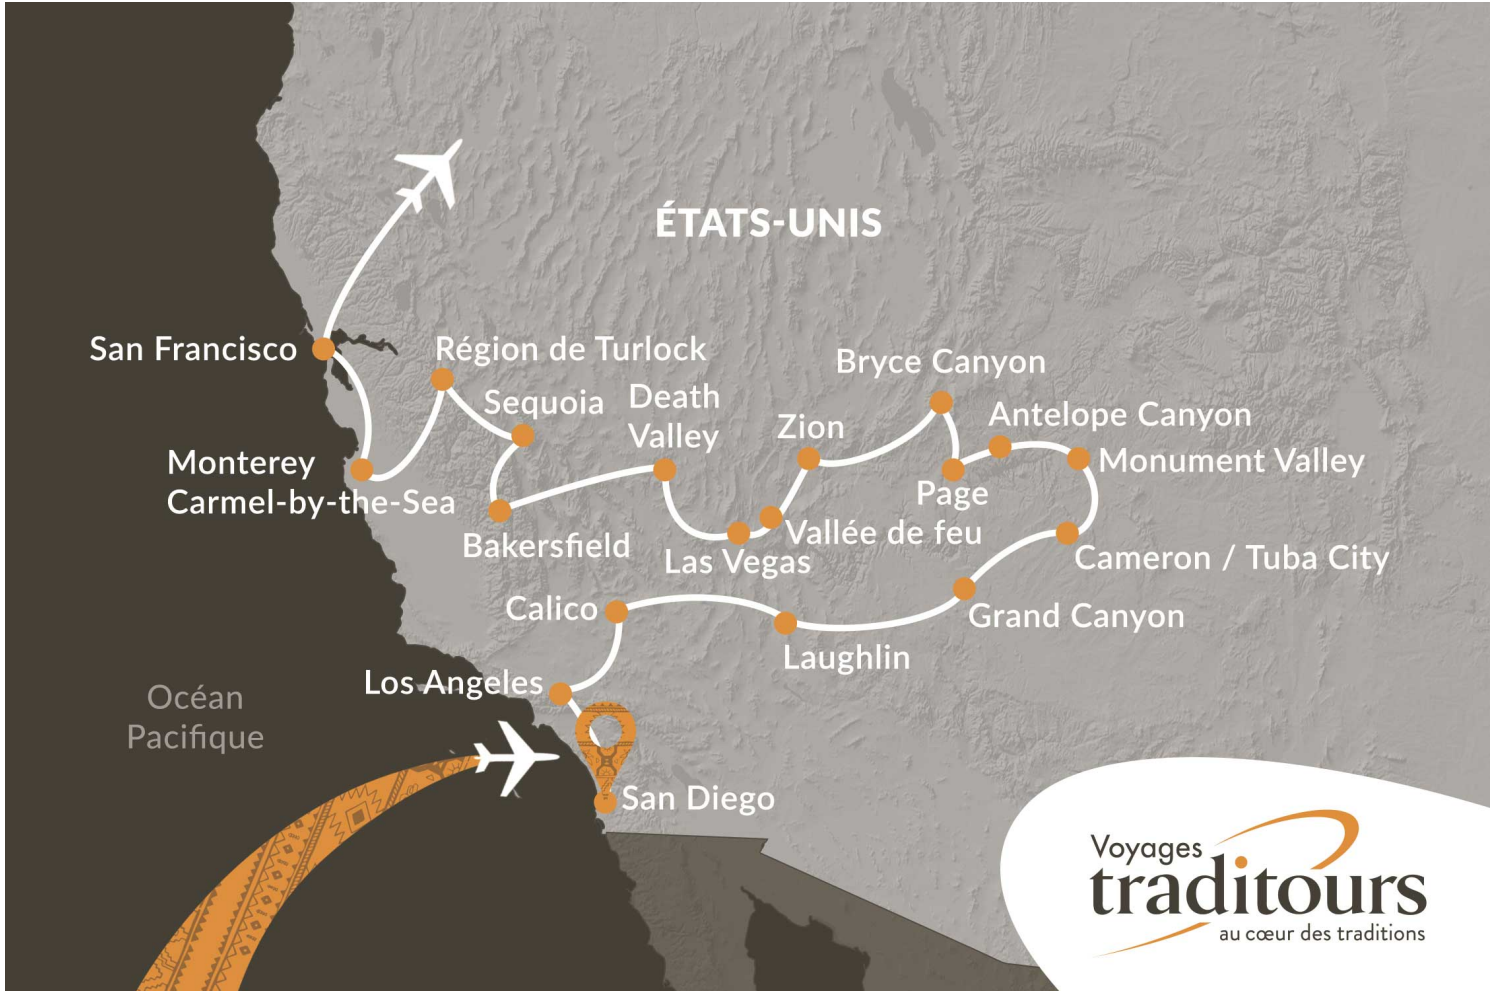 ÉTATS-UNIS
San Francisco
Région de Turlock
Bryce Canyon
Sequoia
Death
Valley
Zion
Antelope Canyon
Monterey
Carmel-by-the-Sea
Monument Valley
Page
Bakersfield
Vallée de feu
Las Vegas
Cameron / Tuba City
Calico
Grand Canyon
Laughlin
Los Angeles
Océan
Pacifique
San Diego
Voyages
traditours
au cœur des traditions